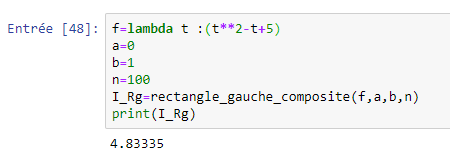 Entrée [48]: f=lambda t :(t**2-t+5)
a=0
b=1
n=100
I_Rg=rectangle_gauche_composite(f,a,b,n)
print(I_Rg)
4.83335